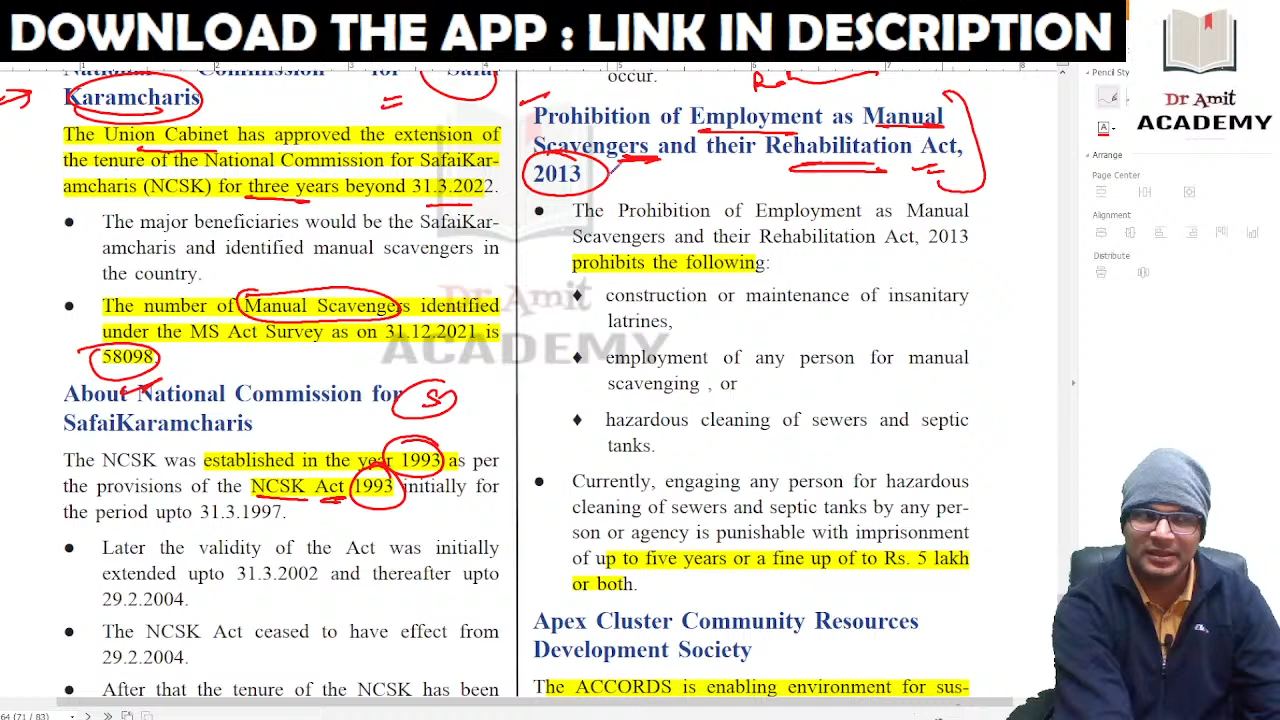 DOWNLOAD THE APP : LINK IN DESCRIPTION
National Commission for Safai
Karamcharis
The Union Cabinet has approved the extension of
the tenure of the National Commission for SafaiKar-
amcharis (NCSK) for three years beyond 31.3.2022.
● The major beneficiaries would be the SafaiKar-
amcharis and identified manual scavengers in
the country.
● The number of Manual Scavengers identified
under the MS Act Survey as on 31.12.2021 is
58098.
About National Commission for
SafaiKaramcharis
The NCSK was established in the year 1993 as per
the provisions of the NCSK Act 1993 initially for
the period upto 31.3.1997.
● Later the validity of the Act was initially
extended upto 31.3.2002 and thereafter upto
29.2.2004.
● The NCSK Act ceased to have effect from
29.2.2004.
● After that the tenure of the NCSK has been
occur.
Prohibition of Employment as Manual
Scavengers and their Rehabilitation Act,
2013
● The Prohibition of Employment as Manual
Scavengers and their Rehabilitation Act, 2013
prohibits the following:
♦ construction or maintenance of insanitary
latrines,
♦ employment of any person for manual
scavenging , or
♦ hazardous cleaning of sewers and septic
tanks.
● Currently, engaging any person for hazardous
cleaning of sewers and septic tanks by any per-
son or agency is punishable with imprisonment
of up to five years or a fine up of to Rs. 5 lakh
or both.
Apex Cluster Community Resources
Development Society
The ACCORDS is enabling environment for sus-
Dr Amit
ACADEMY
Dr Amit
ACADEMY
Pencil Sty
Arrange
Page Center
Alignment
Distribute
64 (71 / 83)